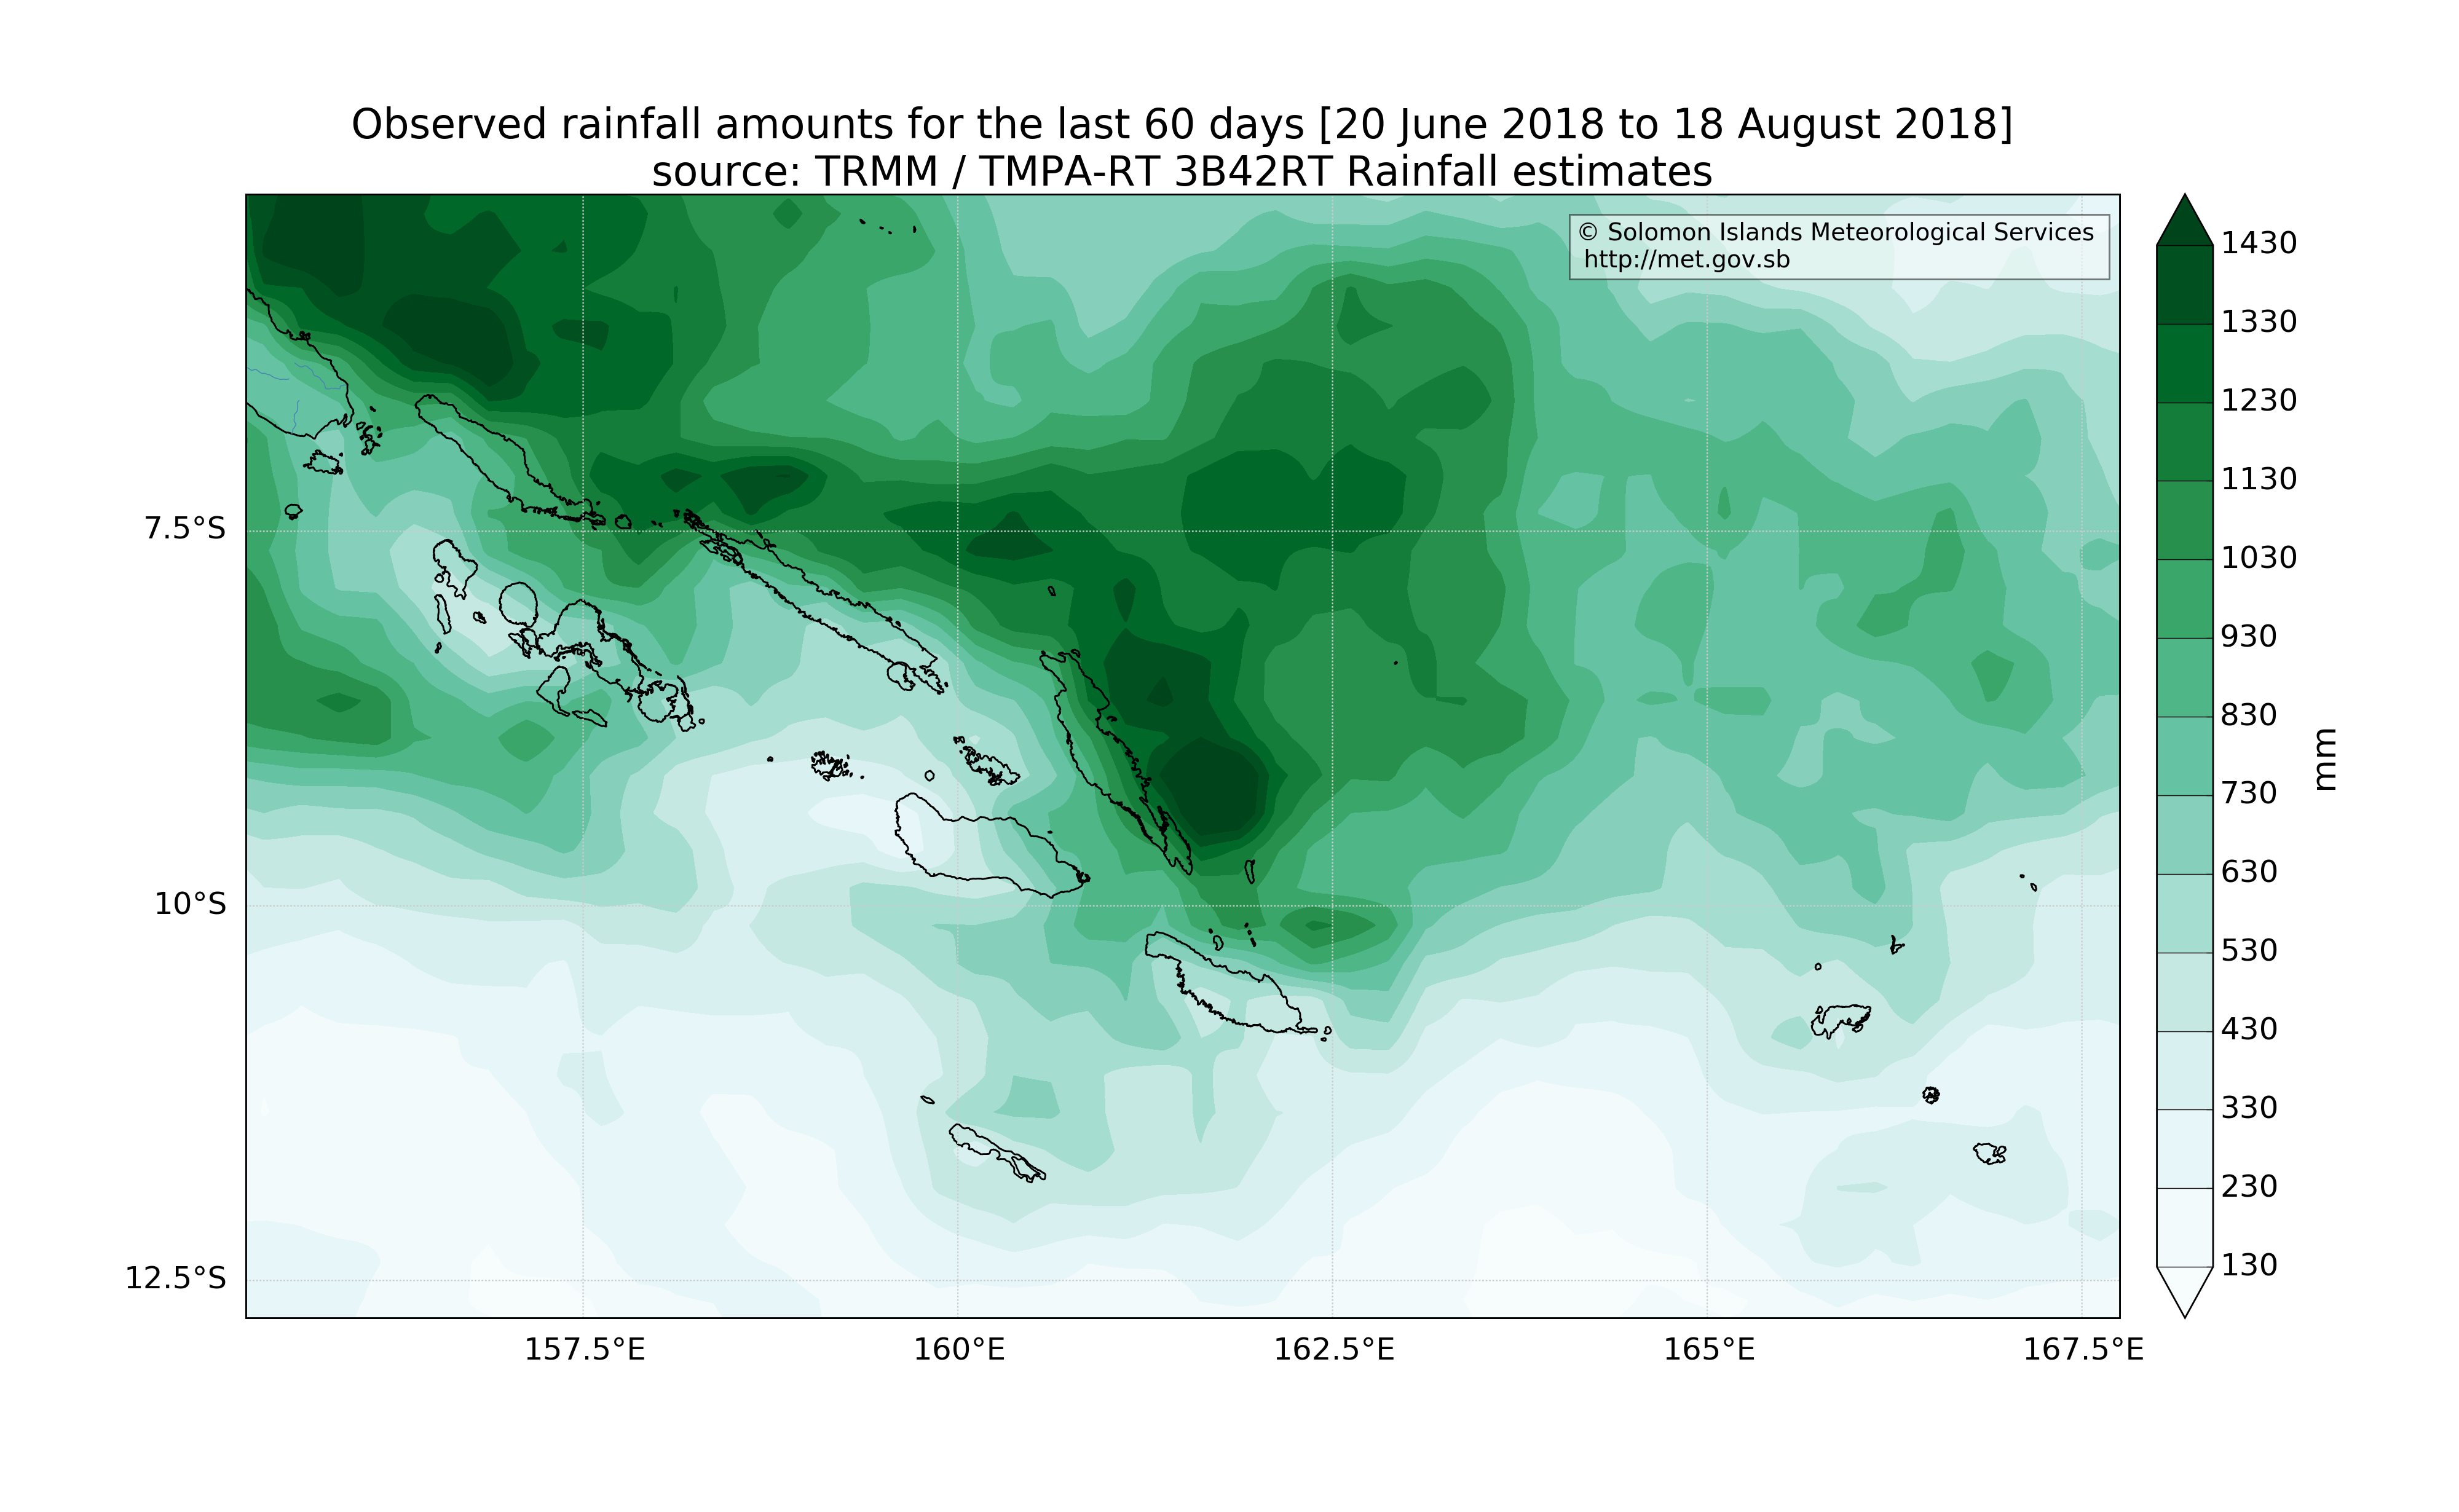 Observed rainfall amounts for the last 60 days [20 June 2018 to 18 August 2018]
source: TRMM / TMPA-RT 3B42RT Rainfall estimates
© Solomon Islands Meteorological Services
http://met.gov.sb
7.5°S
10°S
12.5°S
157.5°E
160°E
162.5°E
165°E
167.5°E
1430
1330
1230
1130
1030
930
830
730
630
530
430
330
230
130
mm